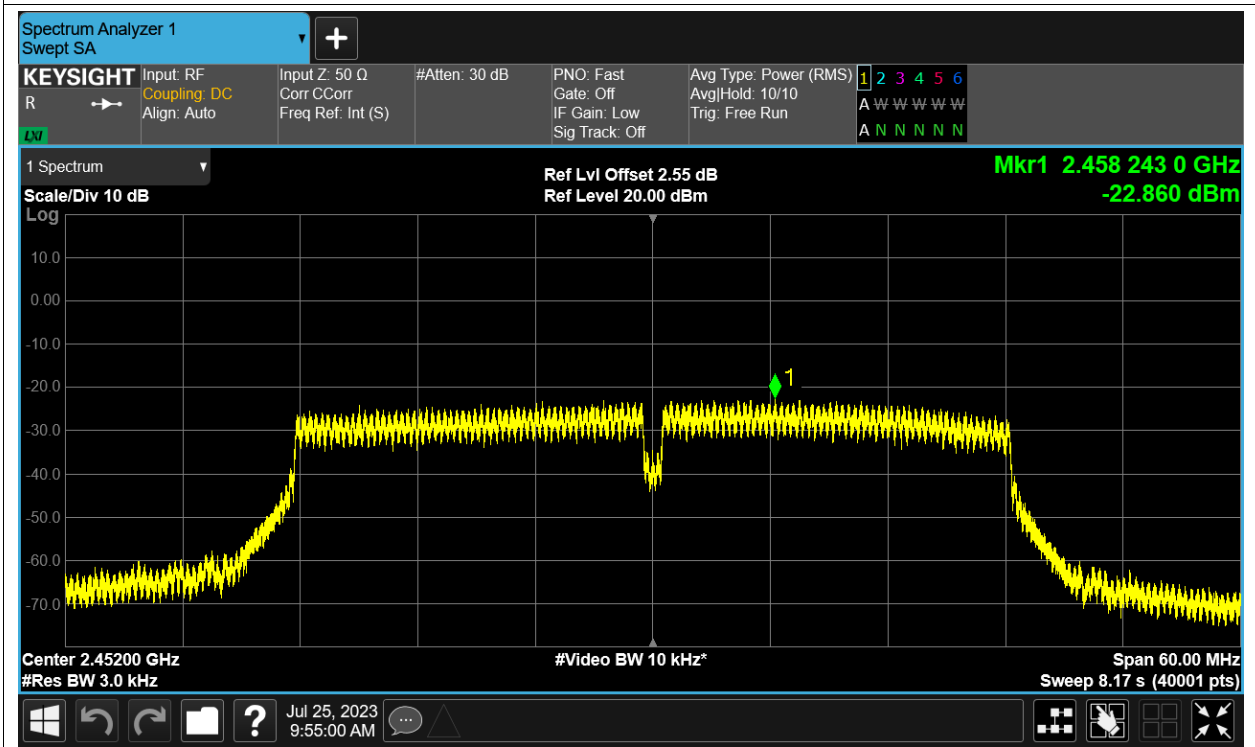 Spectrum Analyzer 1
Swept SA
KEYSIGHT
R
LXI
Input: RF
Coupling: DC
Align: Auto
Input Z: 50 Ω
Corr CCorr
Freq Ref: Int (S)
#Atten: 30 dB
PNO: Fast
Gate: Off
IF Gain: Low
Sig Track: Off
Avg Type: Power (RMS)
Avg|Hold: 10/10
Trig: Free Run
1 2 3 4 5 6
A W W W W W
A N N N N N
1 Spectrum
Scale/Div 10 dB
Log
Ref Lvl Offset 2.55 dB
Ref Level 20.00 dBm
Mkr1 2.458 243 0 GHz
-22.860 dBm
10.0
0.00
-10.0
-20.0
-30.0
-40.0
-50.0
-60.0
-70.0
1
Center 2.45200 GHz
#Res BW 3.0 kHz
#Video BW 10 kHz*
Span 60.00 MHz
Sweep 8.17 s (40001 pts)
?
Jul 25, 2023
9:55:00 AM